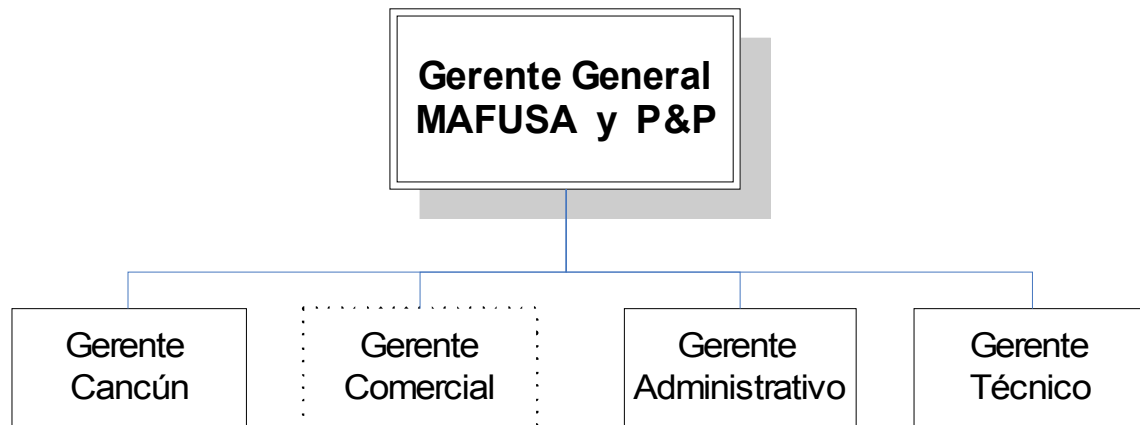 Gerente General
MAFUSA y P&P
Gerente
Cancún
Gerente
Comercial
Gerente
Administrativo
Gerente
Técnico